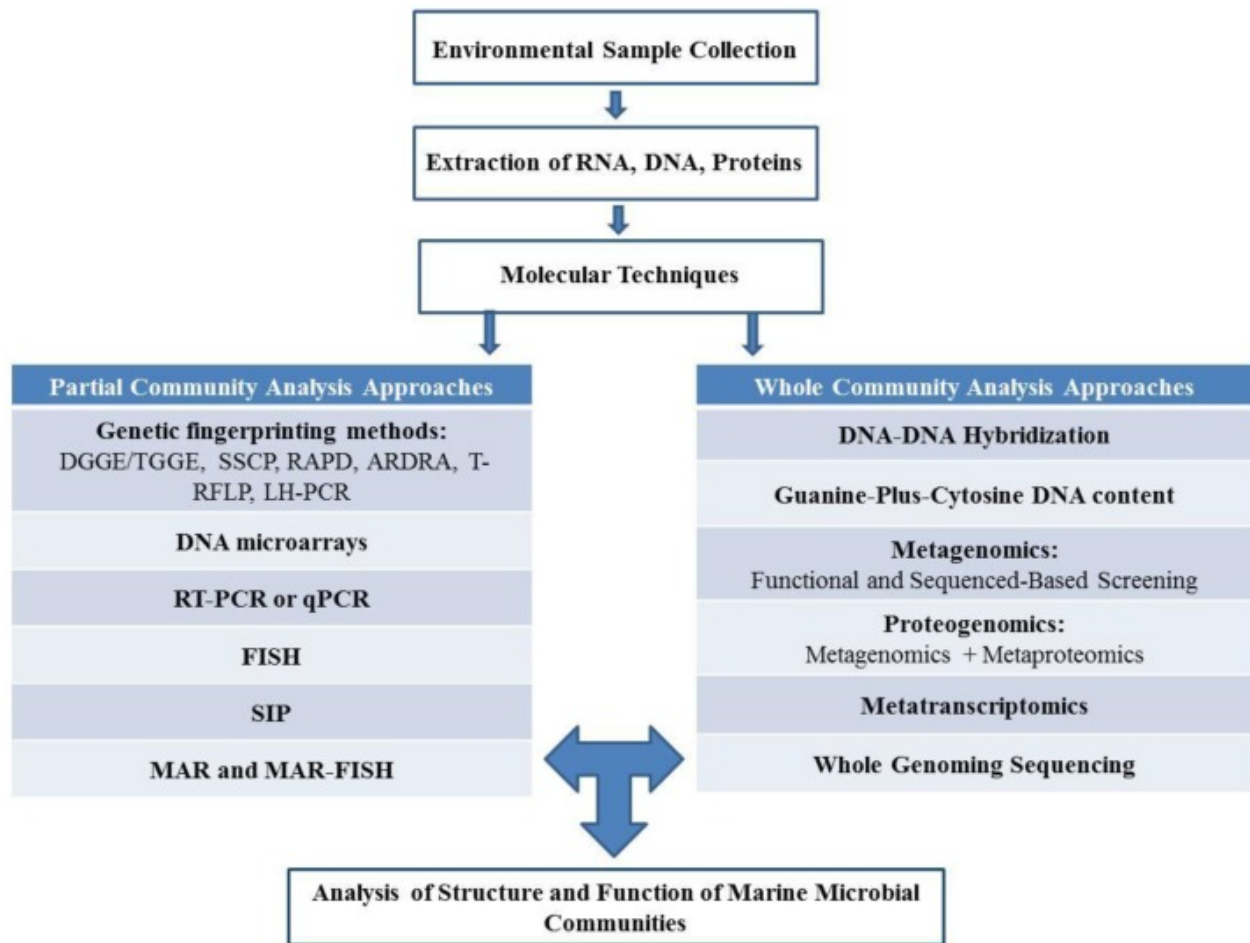 Environmental Sample Collection
Extraction of RNA, DNA, Proteins
Molecular Techniques
Partial Community Analysis Approaches
Genetic fingerprinting methods:
DGGE/TGGE, SSCP, RAPD, ARDRA, T-
RFLP, LH-PCR
DNA microarrays
RT-PCR or qPCR
FISH
SIP
MAR and MAR-FISH
Whole Community Analysis Approaches
DNA-DNA Hybridization
Guanine-Plus-Cytosine DNA content
Metagenomics:
Functional and Sequenced-Based Screening
Proteogenomics:
Metagenomics + Metaproteomics
Metatranscriptomics
Whole Genoming Sequencing
Analysis of Structure and Function of Marine Microbial
Communities